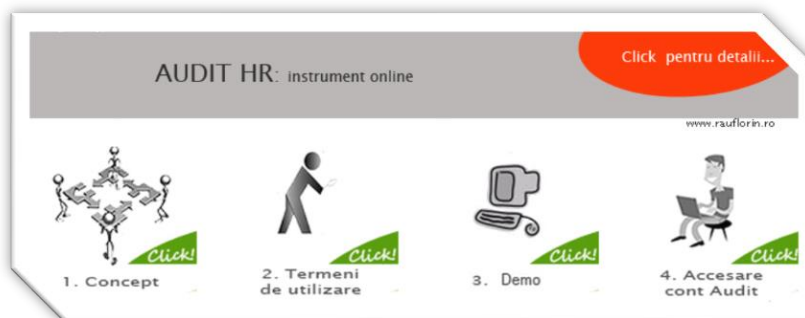 AUDIT HR: instrument online
Click pentru detalii...
www.rauflorin.ro
Click!
1. Concept
Click!
2. Termeni
de utilizare
Click!
3. Demo
Click!
4. Accesare
cont Audit